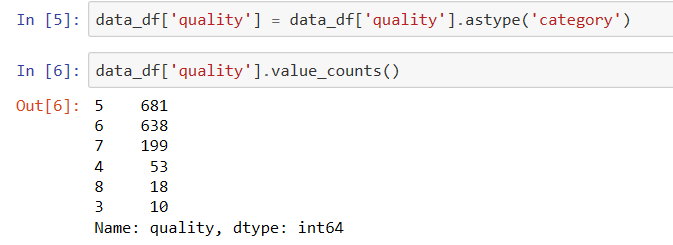 In [5]: data_df['quality'] = data_df['quality'].astype('category')
In [6]: data_df['quality'].value_counts()
Out[6]: 5    681
6    638
7    199
4     53
8     18
3     10
Name: quality, dtype: int64